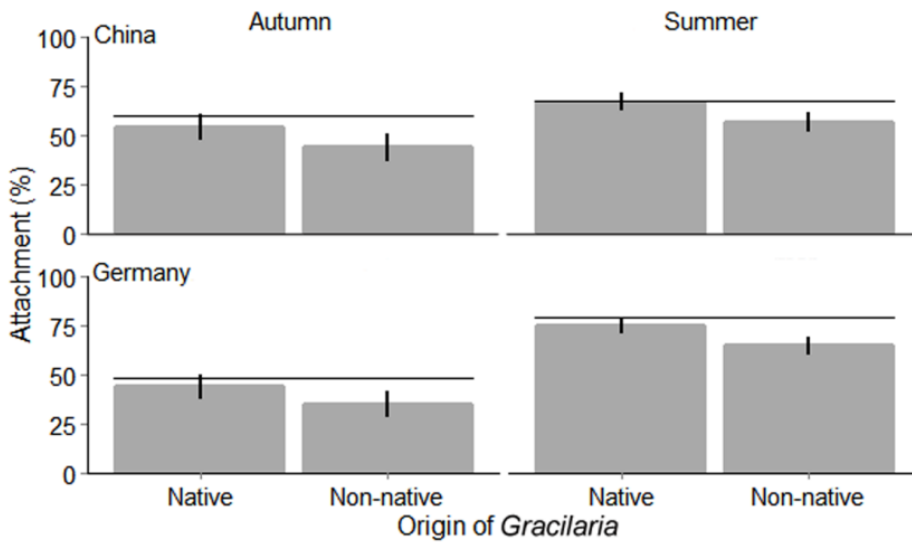 Autumn Summer
China
100
75
50
25
0
Germany
100
75
50
25
0
Attachment (%)
Native Non-native Native Non-native
Origin of Gracilaria